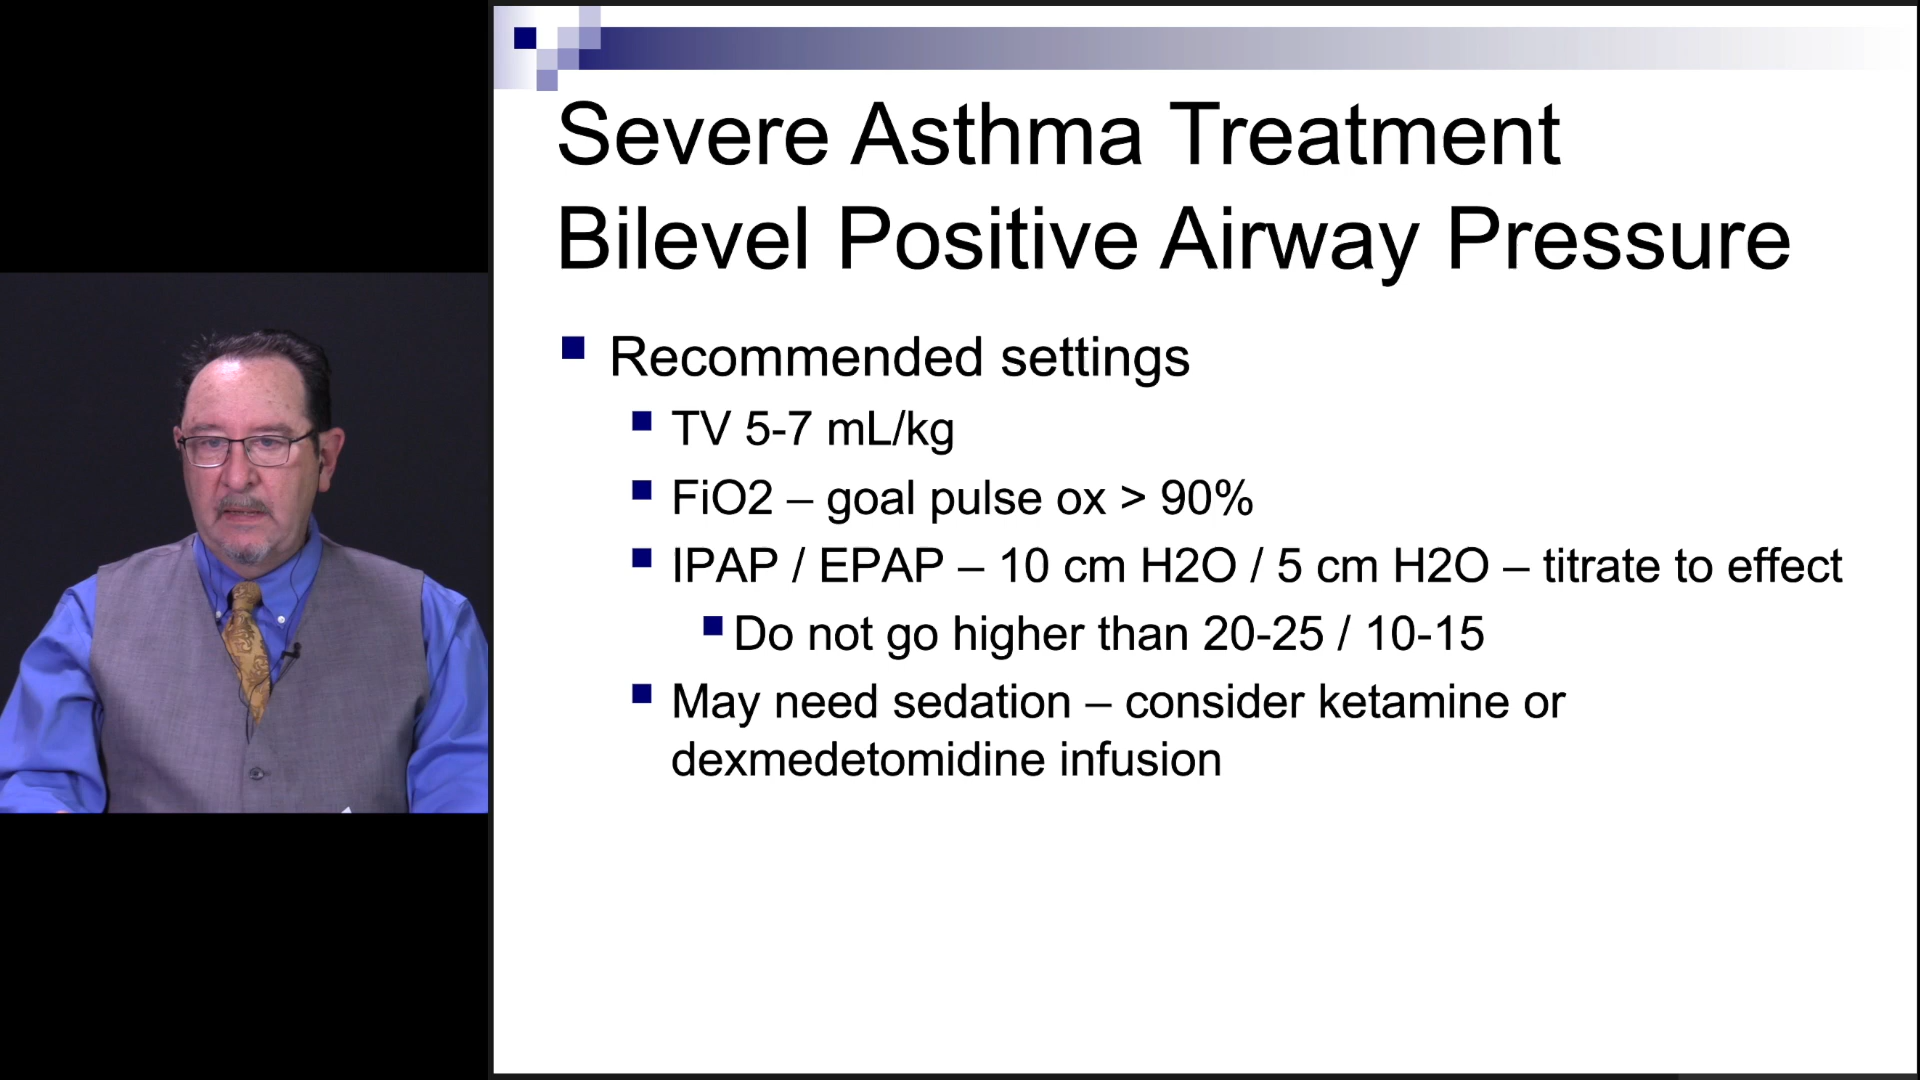 Severe Asthma Treatment
Bilevel Positive Airway Pressure
Recommended settings
TV 5-7 mL/kg
FiO2 – goal pulse ox > 90%
IPAP / EPAP – 10 cm H2O / 5 cm H2O – titrate to effect
Do not go higher than 20-25 / 10-15
May need sedation – consider ketamine or
dexmedetomidine infusion